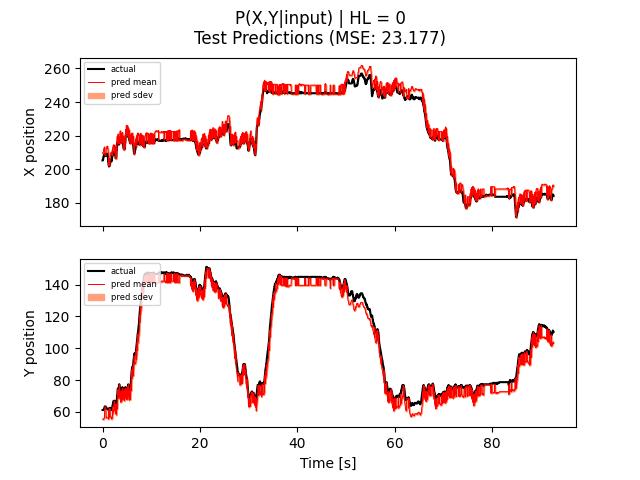 P(X,Y|input) | HL = 0
Test Predictions (MSE: 23.177)
260
240
220
200
180
X position
actual
pred mean
pred sdev
140
120
100
80
60
Y position
actual
pred mean
pred sdev
0 20 40 60 80
Time [s]